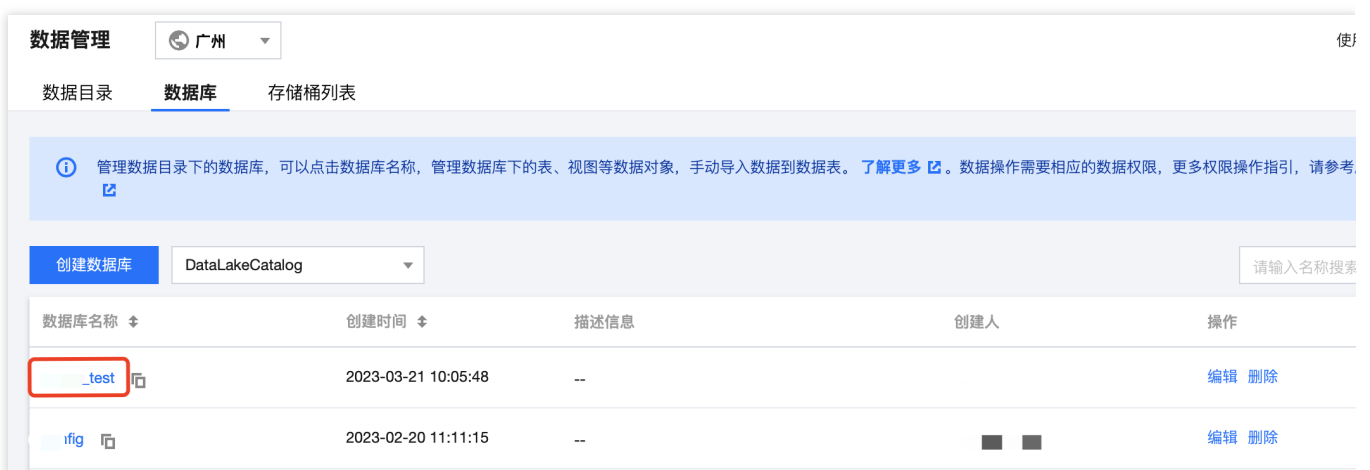 数据管理 广州
数据目录 数据库 存储桶列表
管理数据目录下的数据库，可以点击数据库名称，管理数据库下的表、视图等数据对象，手动导入数据到数据表。 了解更多 。数据操作需要相应的数据权限，更多权限操作指引，请参考
创建数据库 DataLakeCatalog 请输入名称搜索
数据库名称 创建时间 描述信息 创建人 操作
_test 2023-03-21 10:05:48 -- 编辑 删除
nfig 2023-02-20 11:11:15 -- 编辑 删除